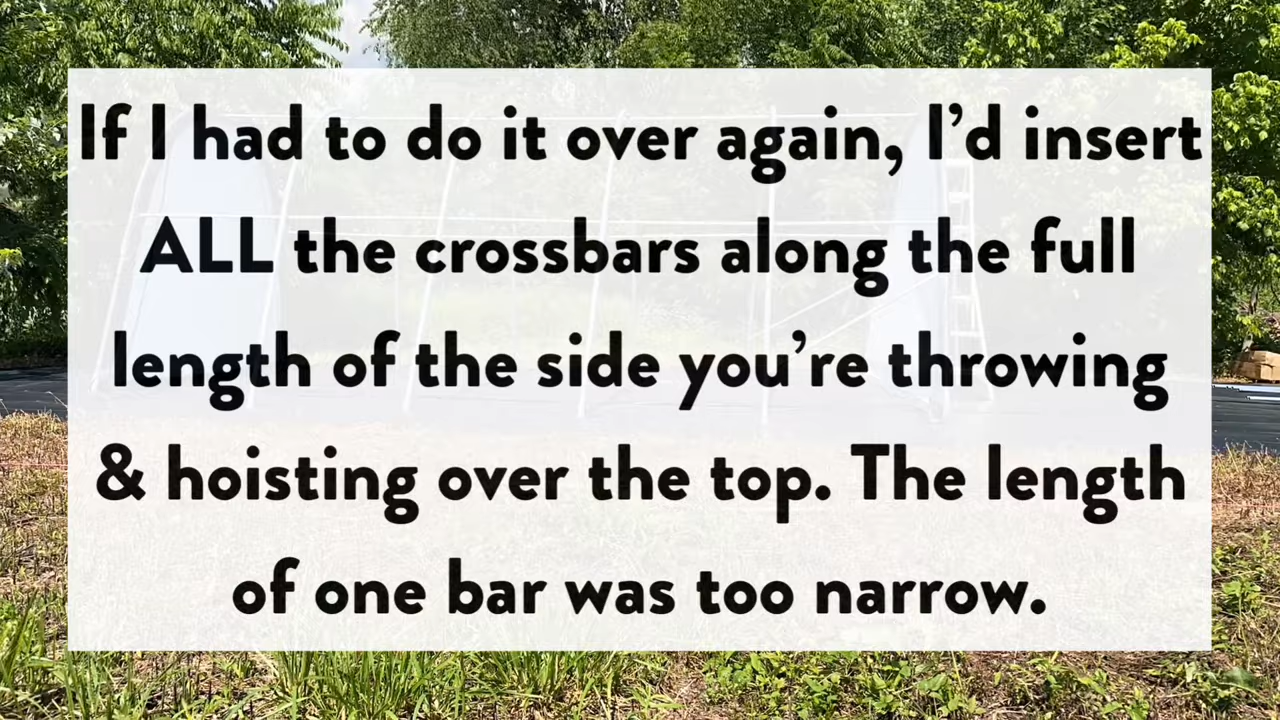 If I had to do it over again, I’d insert
ALL the crossbars along the full
length of the side you’re throwing
& hoisting over the top. The length
of one bar was too narrow.